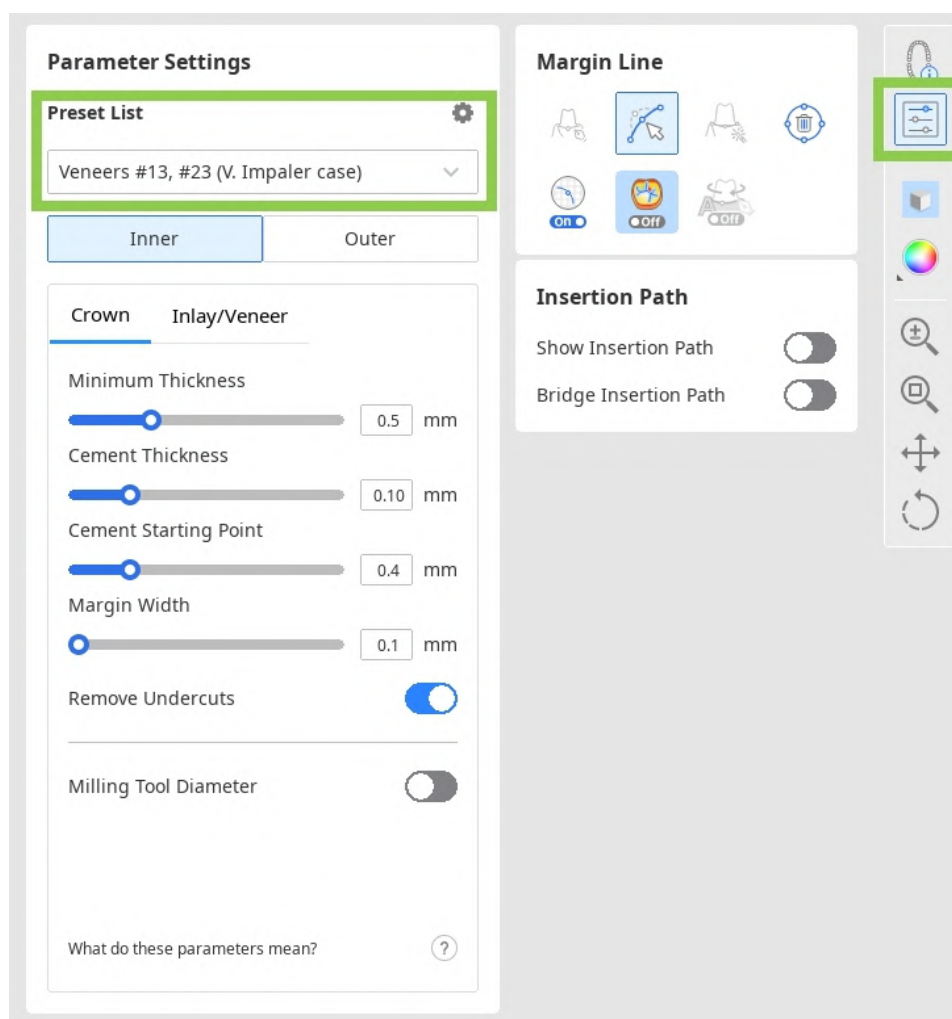 Parameter Settings
Preset List
Veneers #13, #23 (V. Impaler case)
Inner
Outer
Crown
Inlay/Veneer
Minimum Thickness
0.5 mm
Cement Thickness
0.10 mm
Cement Starting Point
0.4 mm
Margin Width
0.1 mm
Remove Undercuts
Milling Tool Diameter
What do these parameters mean?
?
Margin Line
On
Off
A
Off
Insertion Path
Show Insertion Path
Bridge Insertion Path